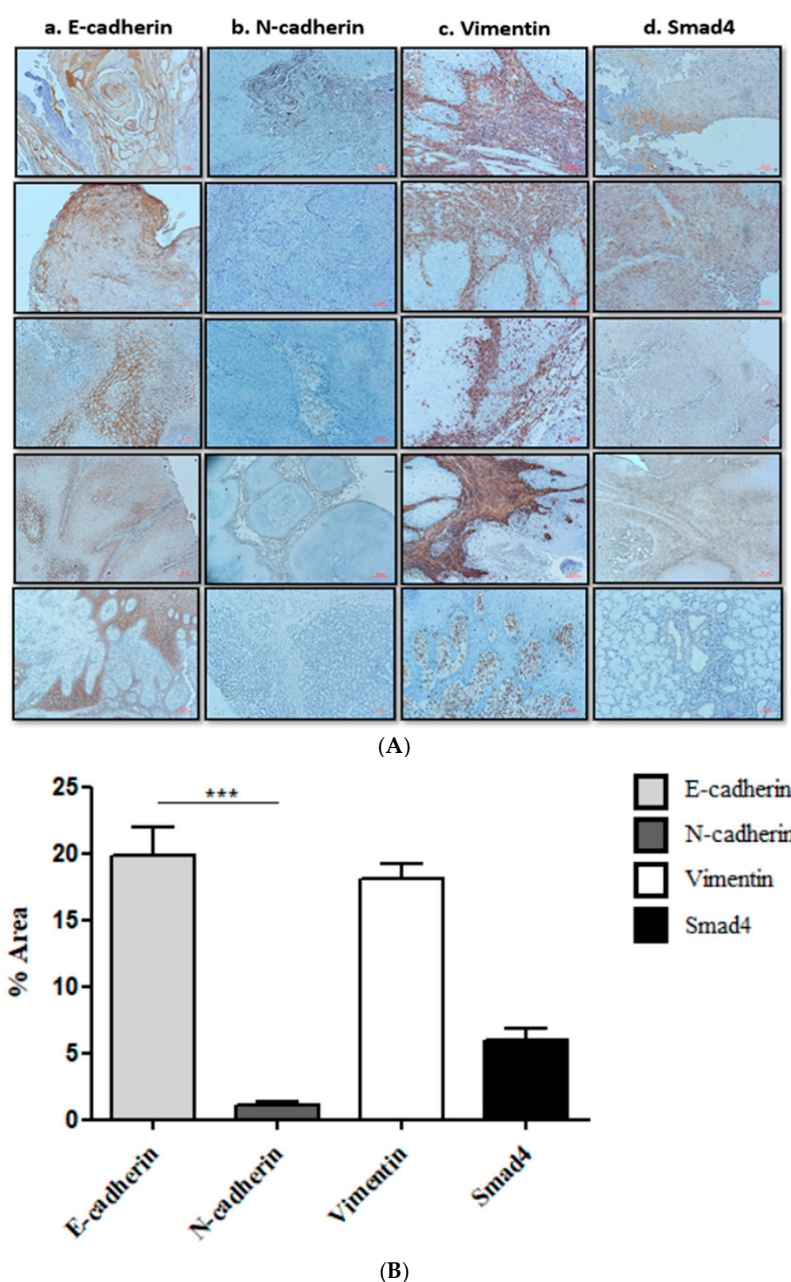 a. E-cadherin b. N-cadherin c. Vimentin d. Smad4
(A)
25
20
15
10
5
0
% Area
***
E-cadherin
N-cadherin
Vimentin
Smad4
E-cadherin
N-cadherin
Vimentin
Smad4
(B)